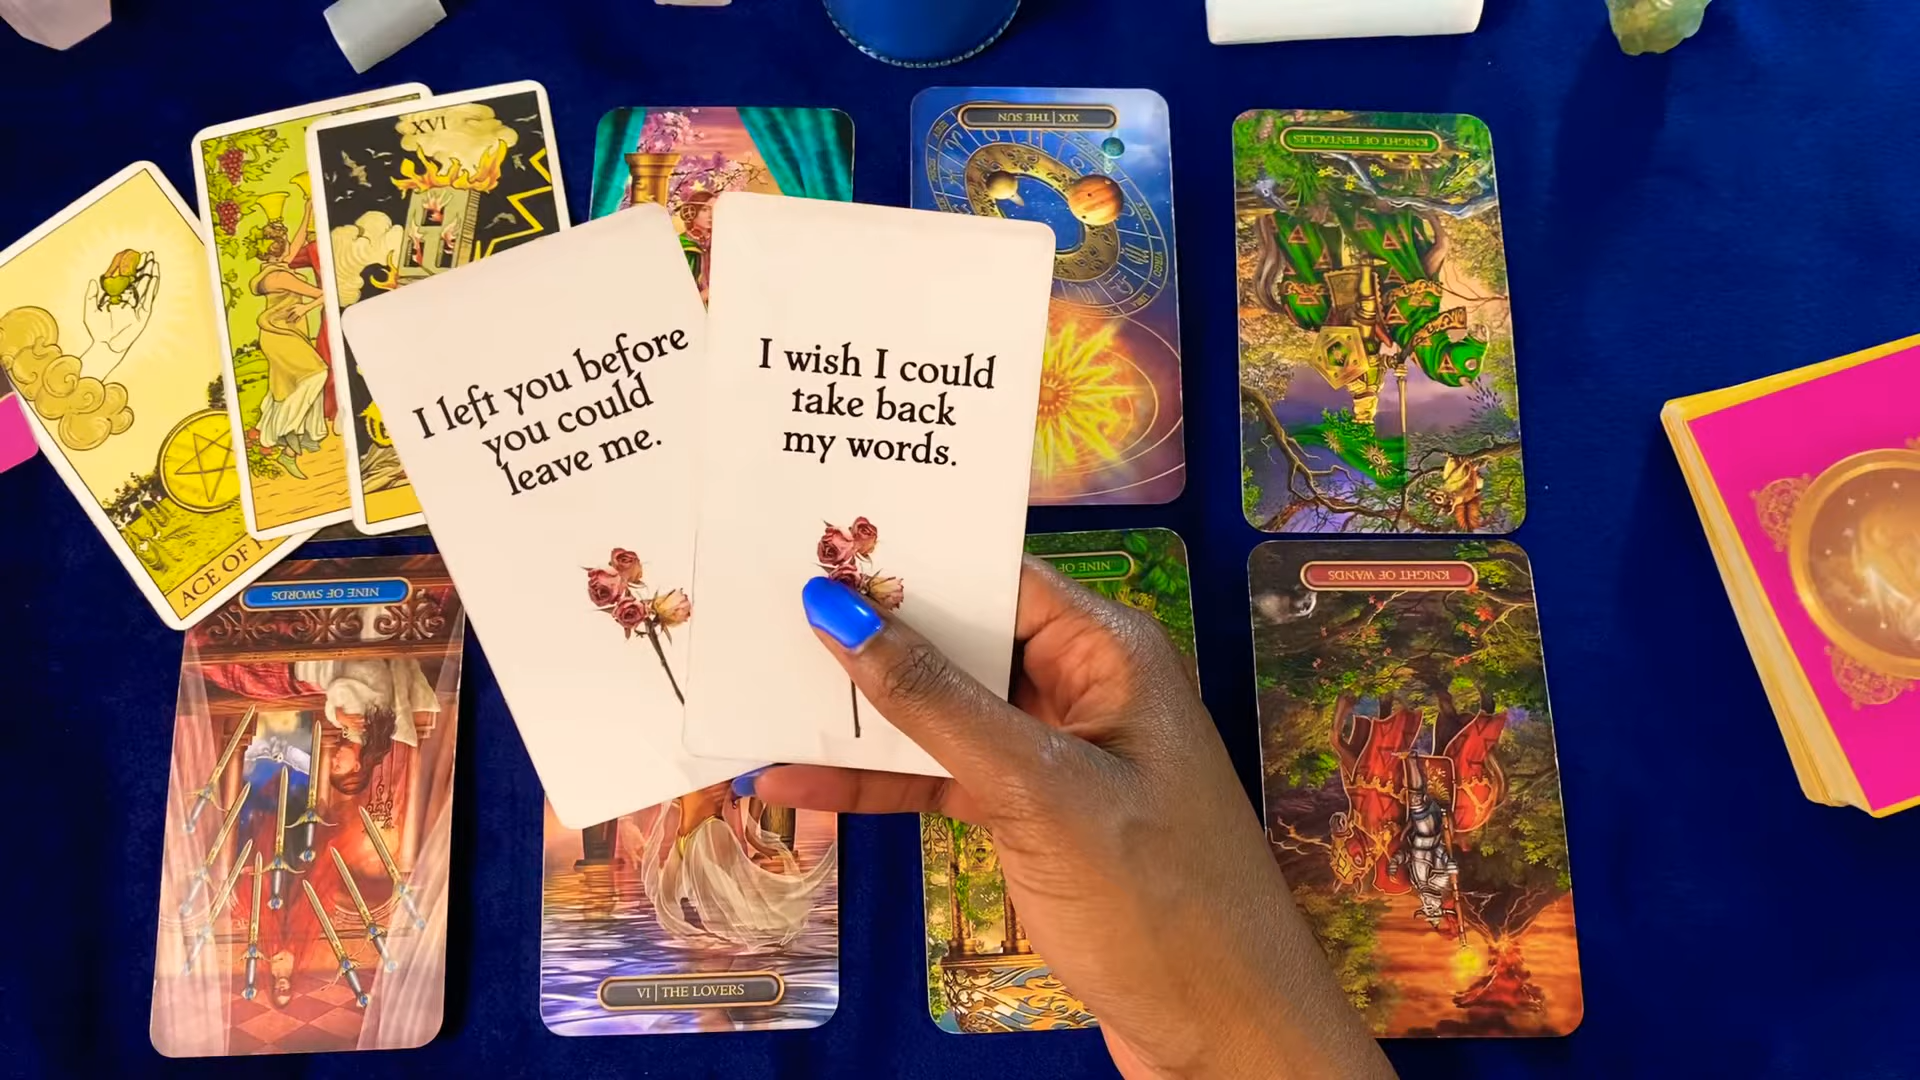 XVI
XIX | THE SUN
KNIGHT OF PENTACLES
I left you before
you could
leave me.
I wish I could
take back
my words.
ACE OF
NINE OF SWORDS
NINE OF
KNIGHT OF WANDS
VI | THE LOVERS